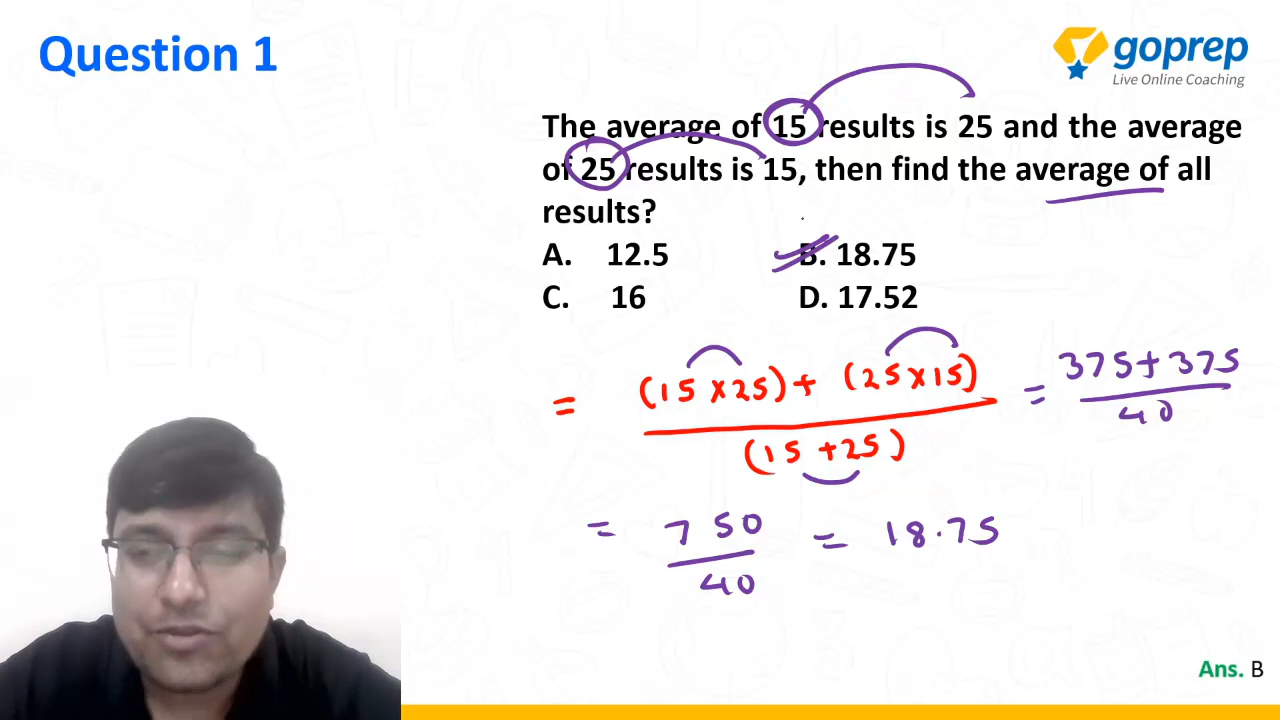 Question 1
goprep
Live Online Coaching
The average of 15 results is 25 and the average
of 25 results is 15, then find the average of all
results?
A. 12.5
B. 18.75
C. 16
D. 17.52
= (15 × 25) + (25 × 15)
(15 + 25)
= 375 + 375
40
= 750
40
= 18.75
Ans. B